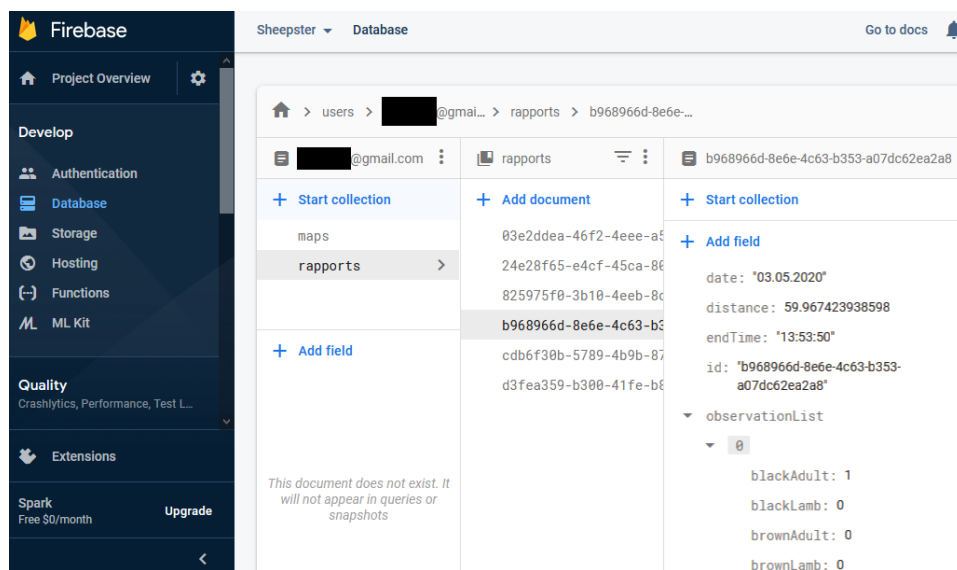 Firebase
Sheepster
Database
Go to docs
Project Overview
users
@gmai…
rapports
b968966d-8e6e-…
Develop
@gmail.com
rapports
b968966d-8e6e-4c63-b353-a07dc62ea2a8
Authentication
Database
Storage
Hosting
Functions
ML Kit
Quality
Crashlytics, Performance, Test L…
Extensions
Spark
Free $0/month
Upgrade
+ Start collection
maps
rapports
+ Add field
This document does not exist. It
will not appear in queries or
snapshots
+ Add document
03e2ddea-46f2-4eee-a5
24e28f65-e4cf-45ca-80
825975f0-3b10-4eeb-8c
b968966d-8e6e-4c63-b3
cdb6f30b-5789-4b9b-87
d3fea359-b300-41fe-b8
+ Start collection
+ Add field
date: "03.05.2020"
distance: 59.967423938598
endTime: "13:53:50"
id: "b968966d-8e6e-4c63-b353-
a07dc62ea2a8"
observationList
0
blackAdult: 1
blackLamb: 0
brownAdult: 0
brownLamb: 0